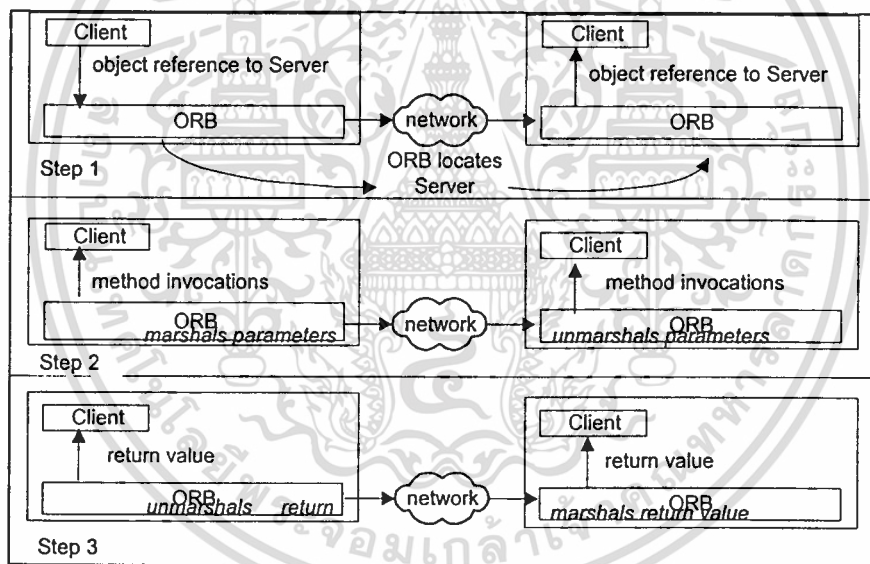 Client
Client
object reference to Server
object reference to Server
ORB
network
ORB
ORB locates
Server
Step 1
Client
Client
method invocations
method invocations
ORB
marshals parameters
network
ORB
unmarshals parameters
Step 2
Client
Client
return value
return value
ORB
unmarshals return
network
ORB
marshals return value
Step 3